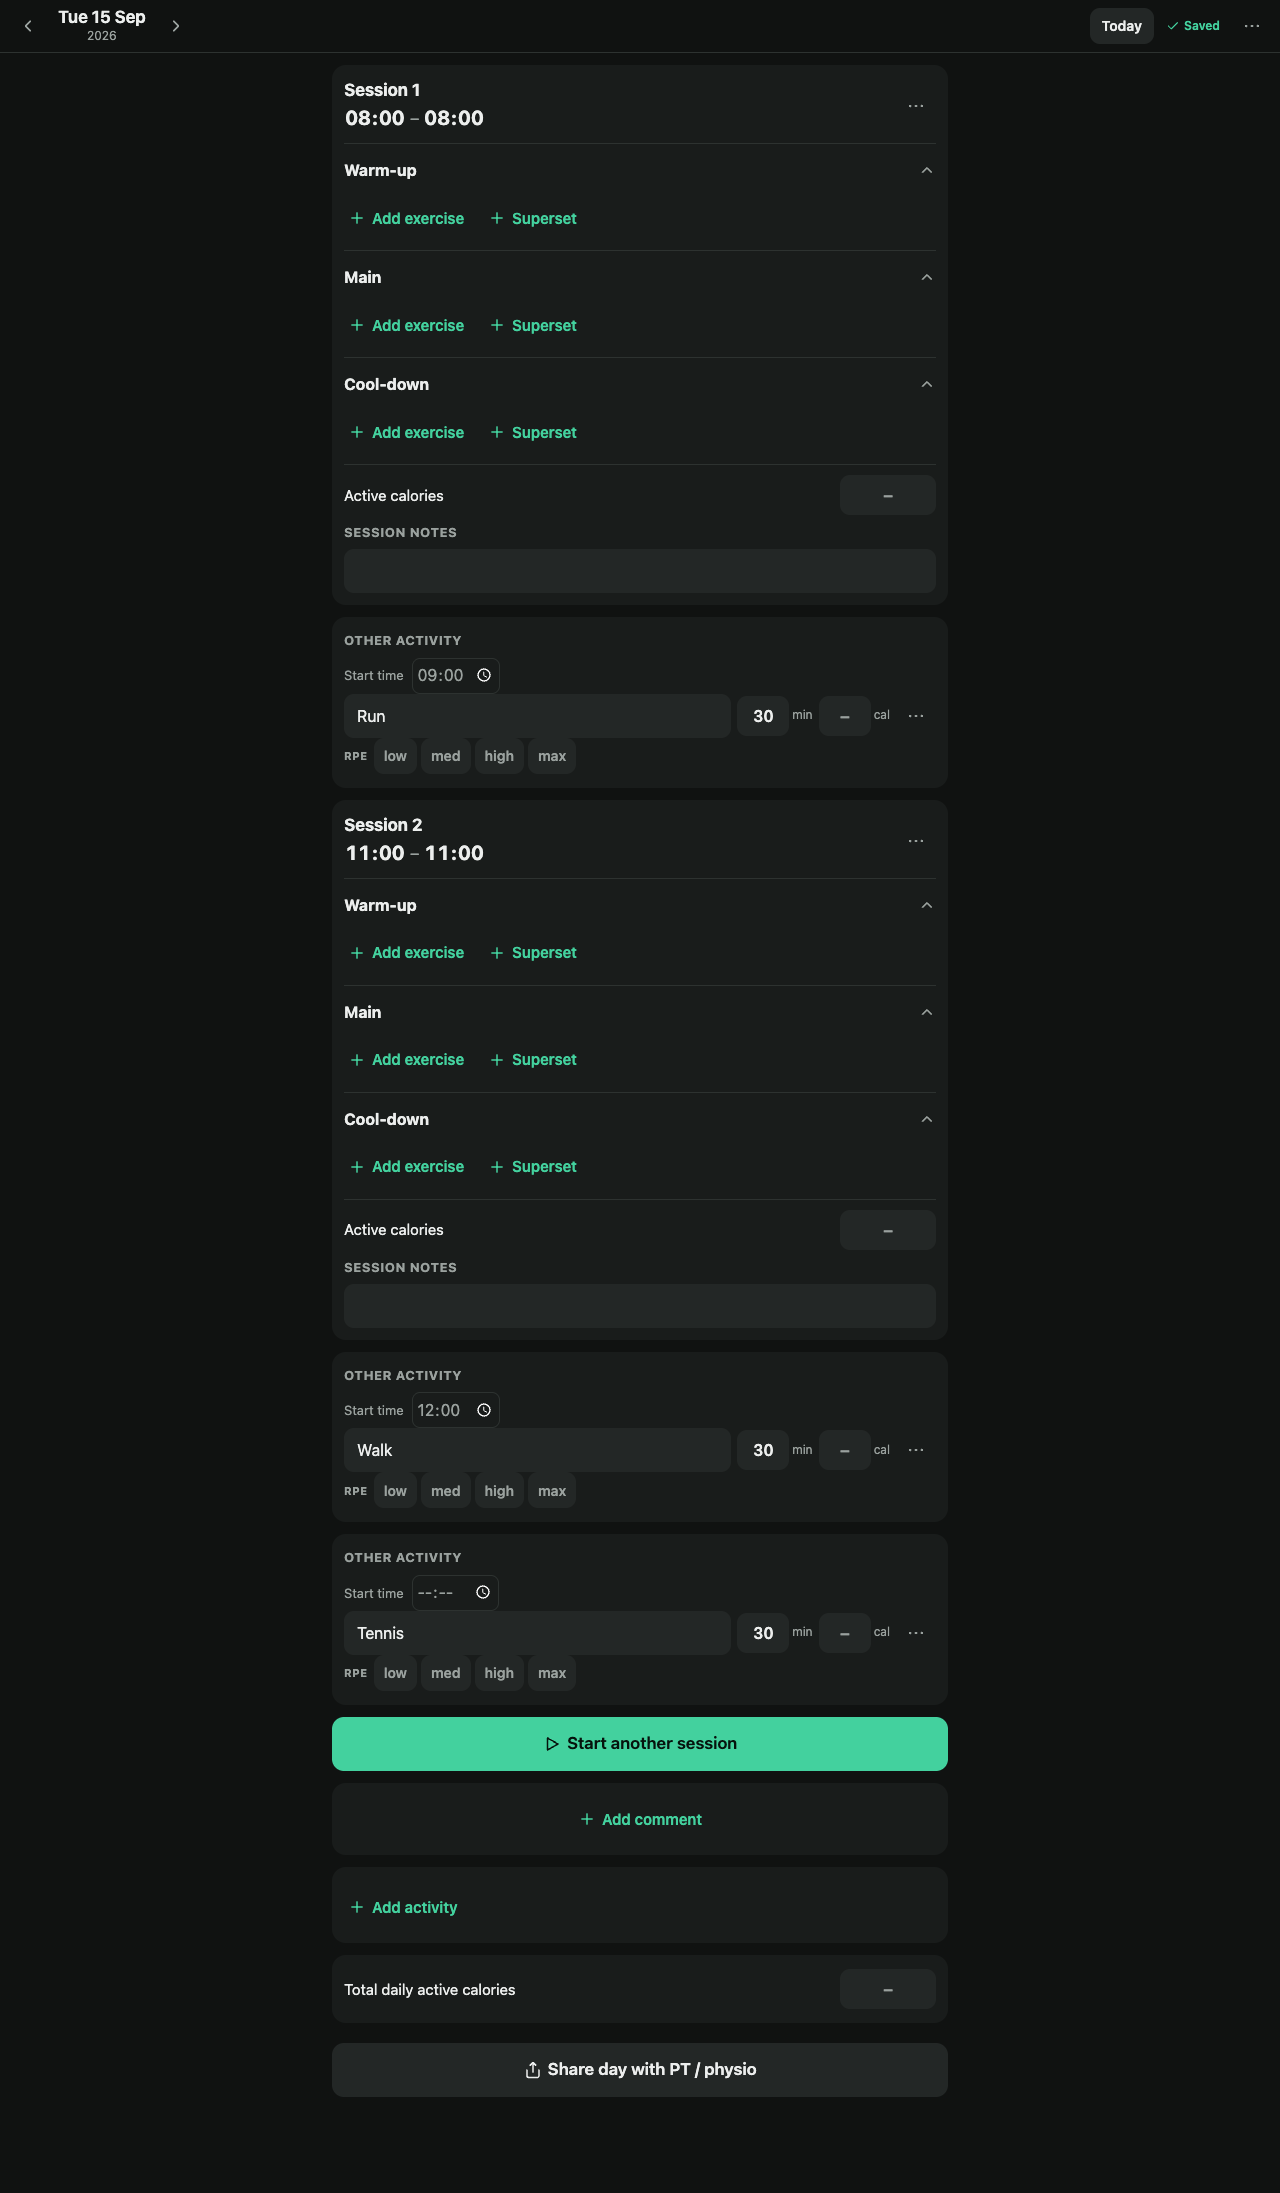 Tue 15 Sep
2026
Today
Saved
Session 1
08:00 – 08:00
Warm-up
Add exercise
Superset
Main
Add exercise
Superset
Cool-down
Add exercise
Superset
Active calories
–
SESSION NOTES
OTHER ACTIVITY
Start time 09:00
Run 30 min – cal
RPE low med high max
Session 2
11:00 – 11:00
Warm-up
Add exercise
Superset
Main
Add exercise
Superset
Cool-down
Add exercise
Superset
Active calories
–
SESSION NOTES
OTHER ACTIVITY
Start time 12:00
Walk 30 min – cal
RPE low med high max
OTHER ACTIVITY
Start time --:--
Tennis 30 min – cal
RPE low med high max
Start another session
Add comment
Add activity
Total daily active calories –
Share day with PT / physio